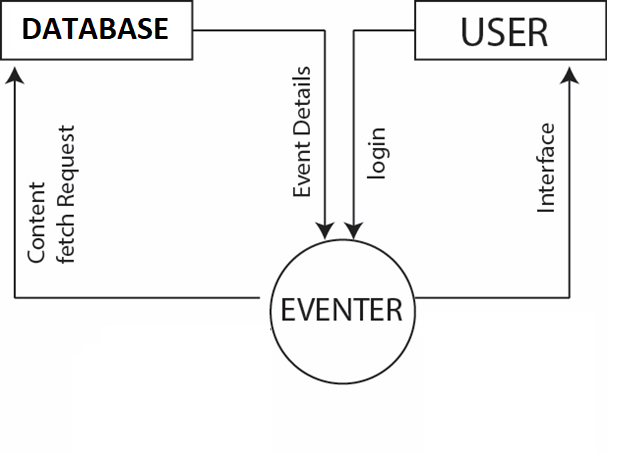 DATABASE
USER
Event Details
login
Content
fetch Request
Interface
EVENTER